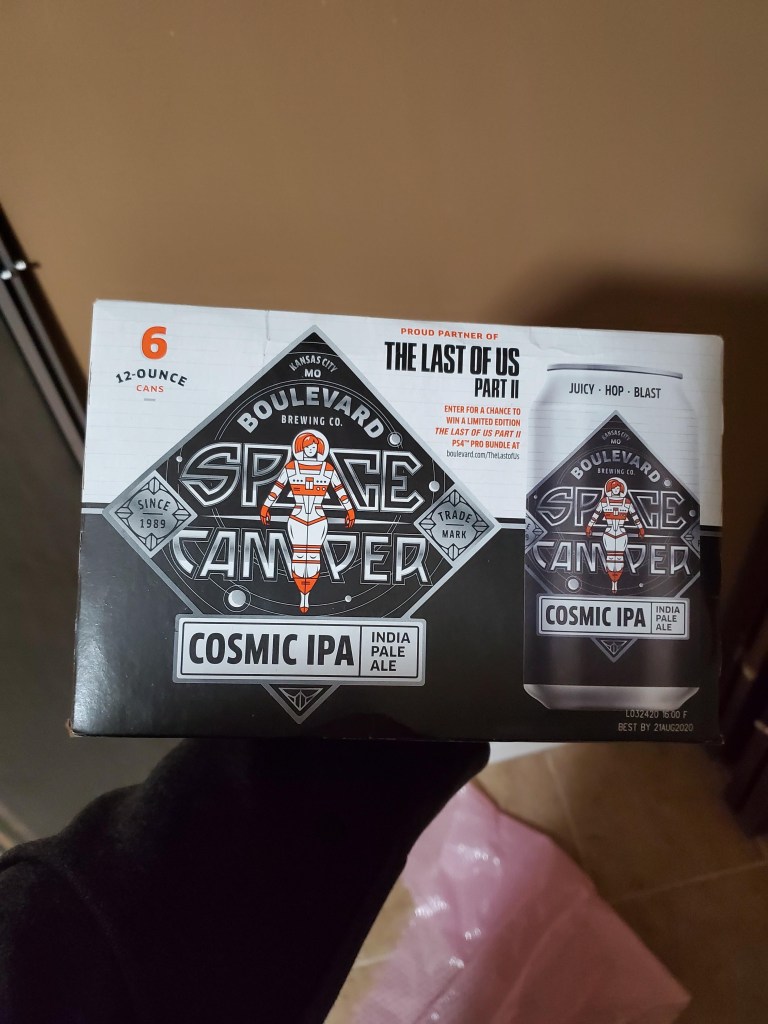 6
12-OUNCE
CANS
KANSAS CITY
MO
BOULEVARD
BREWING CO.
SPACE
CAMPER
SINCE
1989
TRADE
MARK
COSMIC IPA
INDIA
PALE
ALE
PROUD PARTNER OF
THE LAST OF US
PART II
ENTER FOR A CHANCE TO
WIN A LIMITED EDITION
THE LAST OF US PART II
PS4™ PRO BUNDLE AT
boulevard.com/TheLastofUs
JUICY · HOP · BLAST
KANSAS CITY
MO
BOULEVARD
BREWING CO.
SPACE
CAMPER
COSMIC IPA
INDIA
PALE
ALE
L032420 16:00 F
BEST BY 21AUG2020